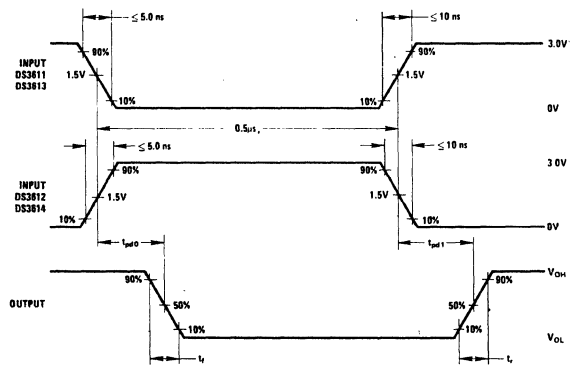 ≤ 5.0 ns
≤ 10 ns
90%
90%
3.0V
INPUT
DS3611
DS3613
1.5V
1.5V
10%
10%
0V
0.5μs,
≤ 5.0 ns
≤ 10 ns
90%
90%
3.0V
INPUT
DS3612
DS3614
1.5V
1.5V
10%
10%
0V
tpd0
tpd1
90%
90%
VOH
OUTPUT
50%
50%
10%
10%
VOL
tf
tr